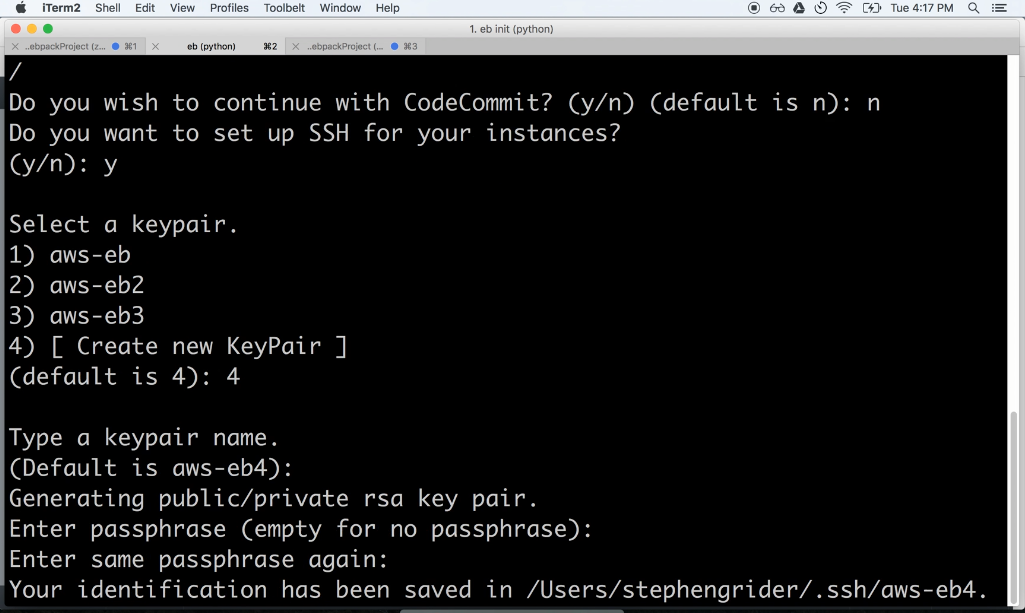 iTerm2 Shell Edit View Profiles Toolbelt Window Help Tue 4:17 PM
1. eb init (python)
..ebpackProject (z... ⌘1 eb (python) ⌘2 ..ebpackProject (... ⌘3
/
Do you wish to continue with CodeCommit? (y/n) (default is n): n
Do you want to set up SSH for your instances?
(y/n): y
Select a keypair.
1) aws-eb
2) aws-eb2
3) aws-eb3
4) [ Create new KeyPair ]
(default is 4): 4
Type a keypair name.
(Default is aws-eb4):
Generating public/private rsa key pair.
Enter passphrase (empty for no passphrase):
Enter same passphrase again:
Your identification has been saved in /Users/stephengrider/.ssh/aws-eb4.